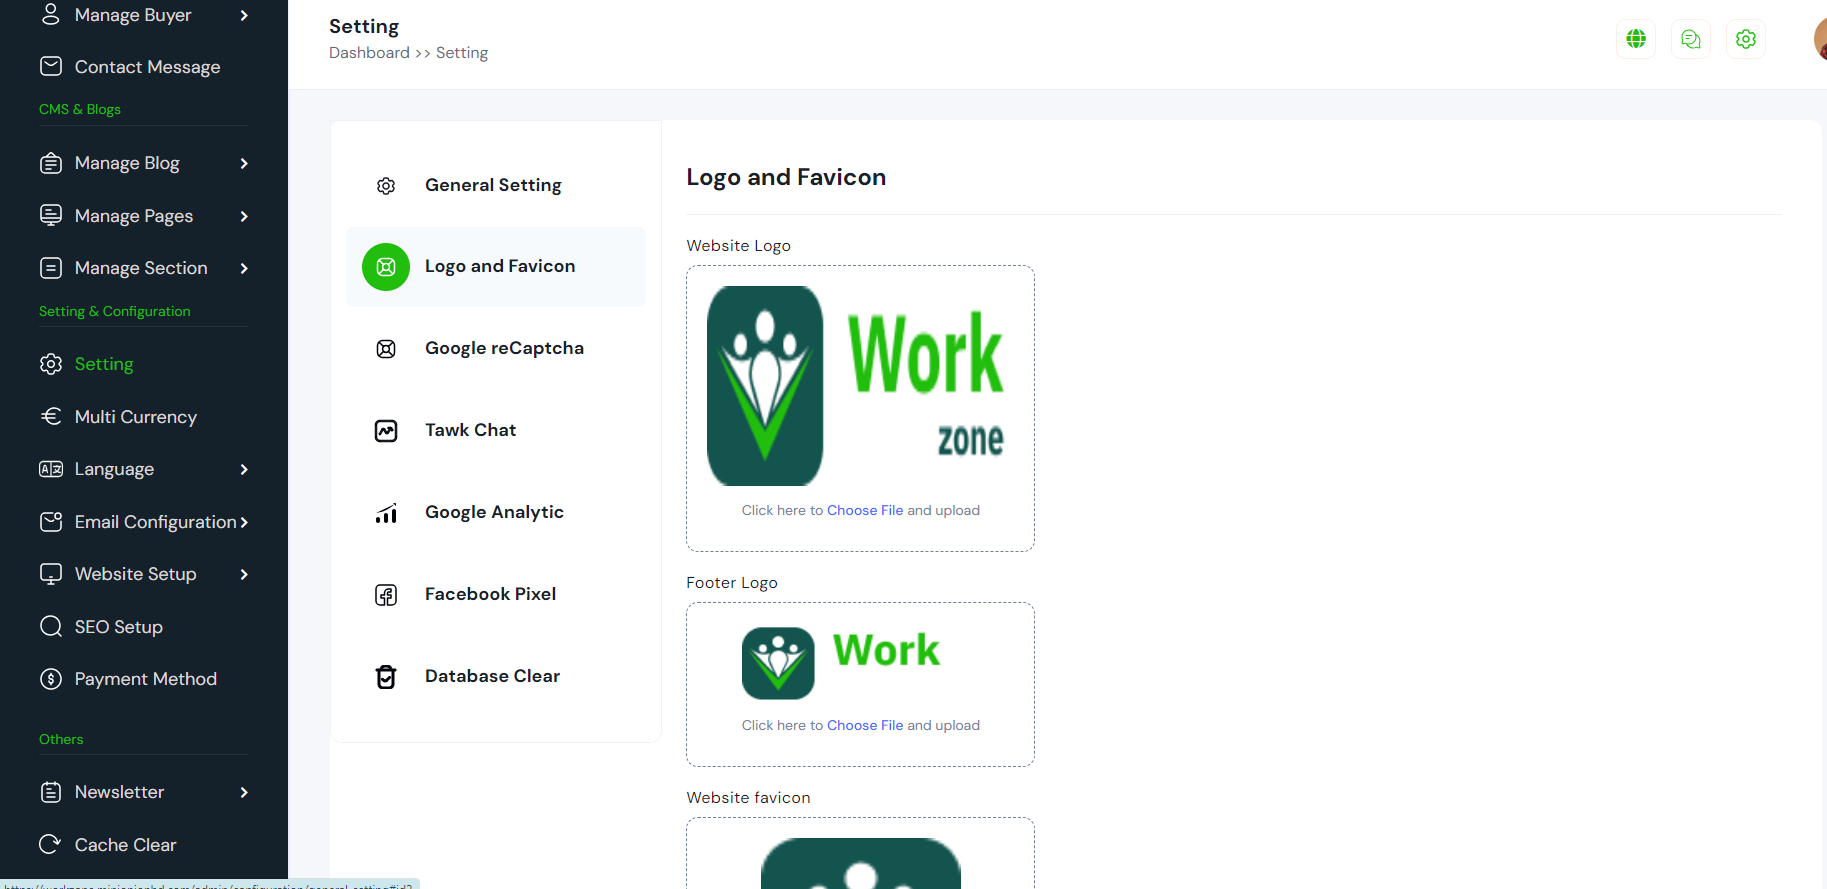 Manage Buyer
Contact Message
CMS & Blogs
Manage Blog
Manage Pages
Manage Section
Setting & Configuration
Setting
Multi Currency
Language
Email Configuration
Website Setup
SEO Setup
Payment Method
Others
Newsletter
Cache Clear
Setting
Dashboard >> Setting
General Setting
Logo and Favicon
Google reCaptcha
Tawk Chat
Google Analytic
Facebook Pixel
Database Clear
Logo and Favicon
Website Logo
Work
zone
Click here to Choose File and upload
Footer Logo
Work
Click here to Choose File and upload
Website favicon